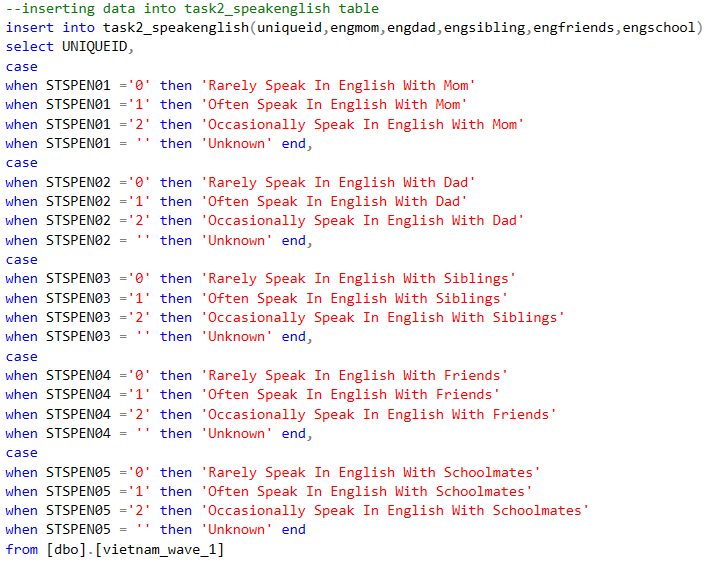 --inserting data into task2_speakenglish table
insert into task2_speakenglish(uniqueid,engmom,engdad,engsibling,engfriends,engschool)
select UNIQUEID,
case
when STSPEN01 ='0' then 'Rarely Speak In English With Mom'
when STSPEN01 ='1' then 'Often Speak In English With Mom'
when STSPEN01 ='2' then 'Occasionally Speak In English With Mom'
when STSPEN01 = '' then 'Unknown' end,
case
when STSPEN02 ='0' then 'Rarely Speak In English With Dad'
when STSPEN02 ='1' then 'Often Speak In English With Dad'
when STSPEN02 ='2' then 'Occasionally Speak In English With Dad'
when STSPEN02 = '' then 'Unknown' end,
case
when STSPEN03 ='0' then 'Rarely Speak In English With Siblings'
when STSPEN03 ='1' then 'Often Speak In English With Siblings'
when STSPEN03 ='2' then 'Occasionally Speak In English With Siblings'
when STSPEN03 = '' then 'Unknown' end,
case
when STSPEN04 ='0' then 'Rarely Speak In English With Friends'
when STSPEN04 ='1' then 'Often Speak In English With Friends'
when STSPEN04 ='2' then 'Occasionally Speak In English With Friends'
when STSPEN04 = '' then 'Unknown' end,
case
when STSPEN05 ='0' then 'Rarely Speak In English With Schoolmates'
when STSPEN05 ='1' then 'Often Speak In English With Schoolmates'
when STSPEN05 ='2' then 'Occasionally Speak In English With Schoolmates'
when STSPEN05 = '' then 'Unknown' end
from [dbo].[vietnam_wave_1]